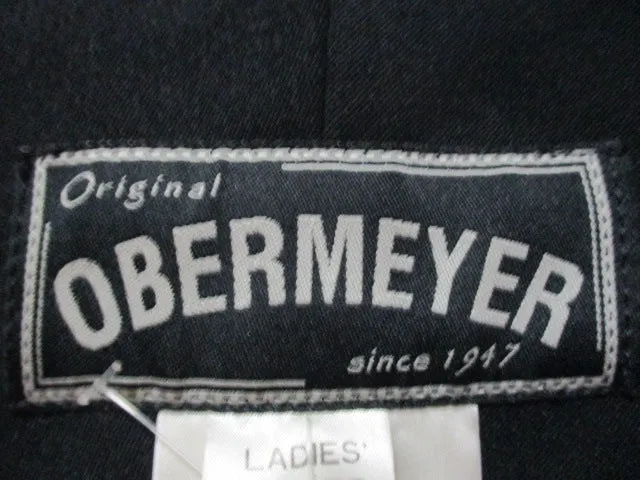 Original
OBERMEYER
since 1947
LADIES'